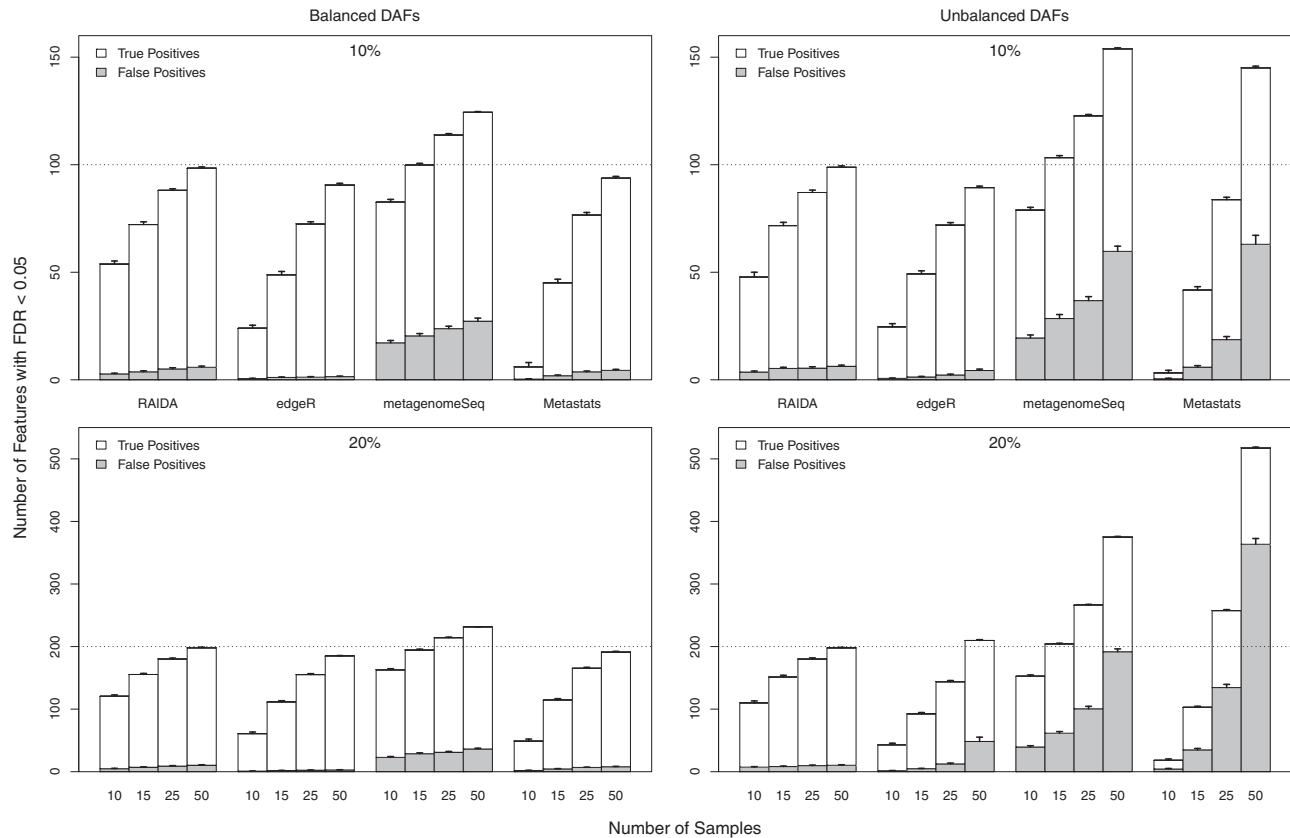 Balanced DAFs
Unbalanced DAFs
Number of Features with FDR < 0.05
10%
True Positives
False Positives
0
50
100
150
RAIDA
edgeR
metagenomeSeq
Metastats
10%
True Positives
False Positives
0
50
100
150
RAIDA
edgeR
metagenomeSeq
Metastats
20%
True Positives
False Positives
0
100
200
300
400
500
10 15 25 50 10 15 25 50 10 15 25 50 10 15 25 50
20%
True Positives
False Positives
0
100
200
300
400
500
10 15 25 50 10 15 25 50 10 15 25 50 10 15 25 50
Number of Samples